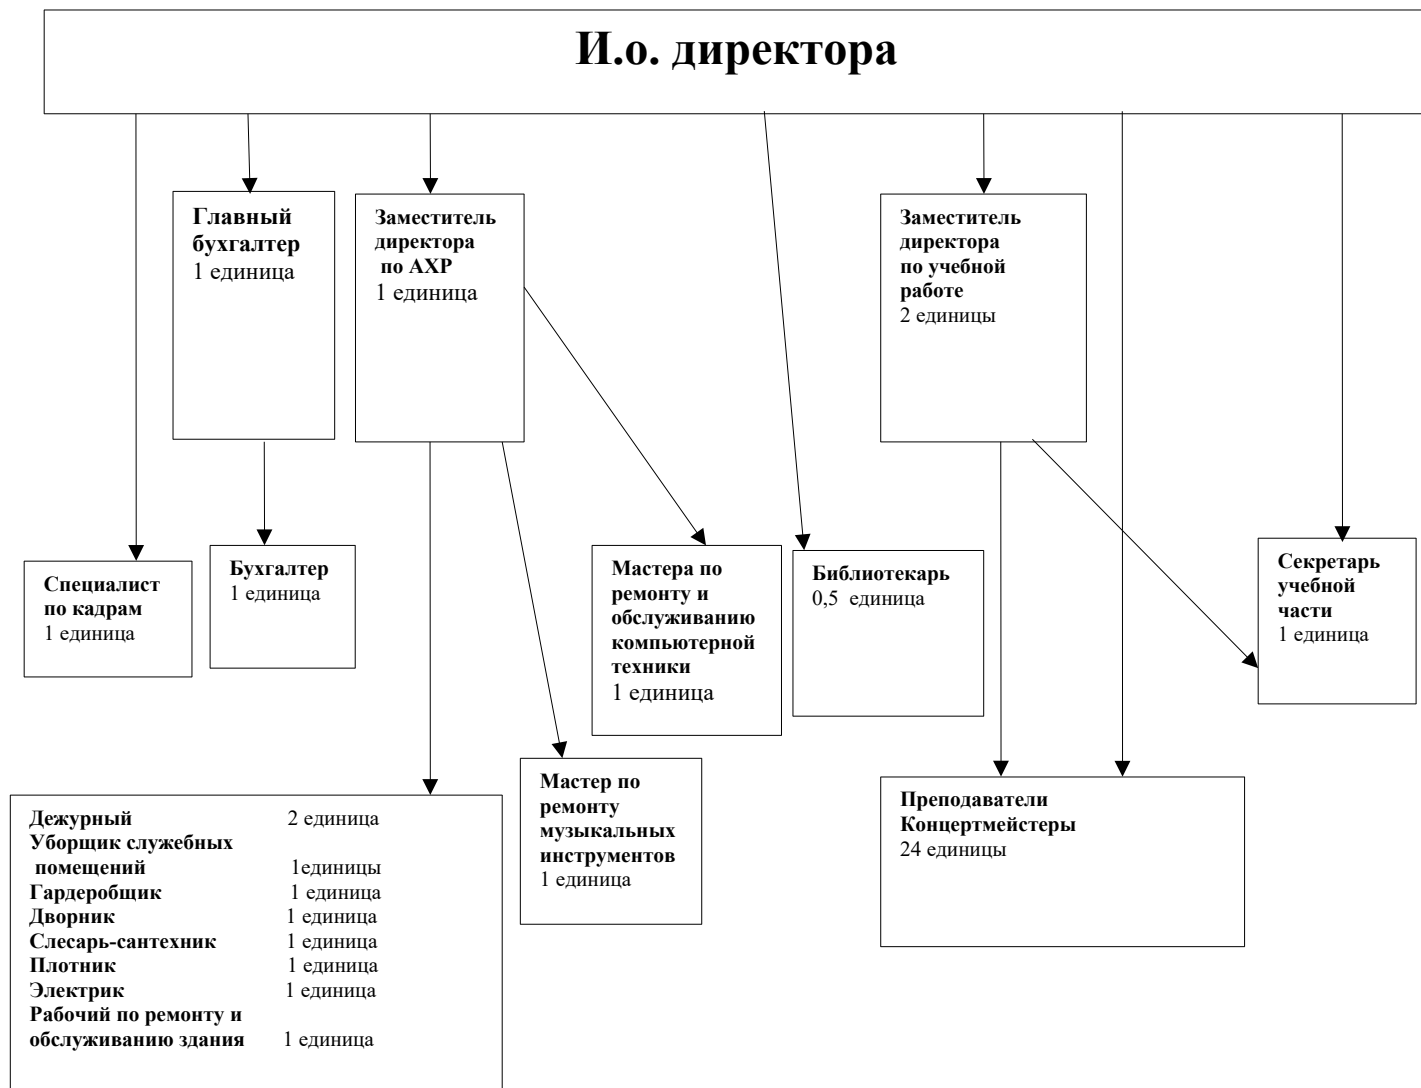 И.о. директора
Главный
бухгалтер
1 единица
Заместитель
директора
по АХР
1 единица
Заместитель
директора
по учебной
работе
2 единицы
Специалист
по кадрам
1 единица
Бухгалтер
1 единица
Мастера по
ремонту и
обслуживанию
компьютерной
техники
1 единица
Библиотекарь
0,5 единица
Секретарь
учебной
части
1 единица
Дежурный 2 единица
Уборщик служебных
помещений 1единицы
Гардеробщик 1 единица
Дворник 1 единица
Слесарь-сантехник 1 единица
Плотник 1 единица
Электрик 1 единица
Рабочий по ремонту и
обслуживанию здания 1 единица
Мастер по
ремонту
музыкальных
инструментов
1 единица
Преподаватели
Концертмейстеры
24 единицы